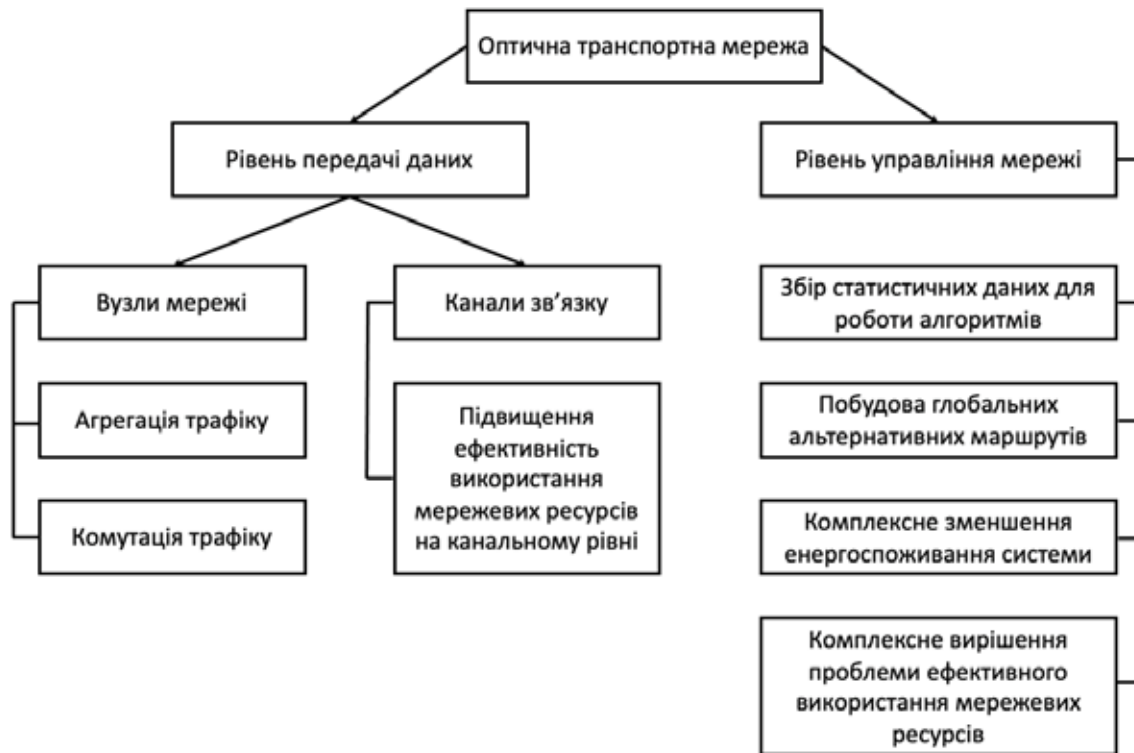 Оптична транспортна мережа
Рівень передачі даних
Рівень управління мережі
Вузли мережі
Канали зв’язку
Збір статистичних даних для
роботи алгоритмів
Агрегація трафіку
Підвищення
ефективність
використання
мережевих ресурсів
на канальному рівні
Побудова глобальних
альтернативних маршрутів
Комутація трафіку
Комплексне зменшення
енергоспоживання системи
Комплексне вирішення
проблеми ефективного
використання мережевих
ресурсів